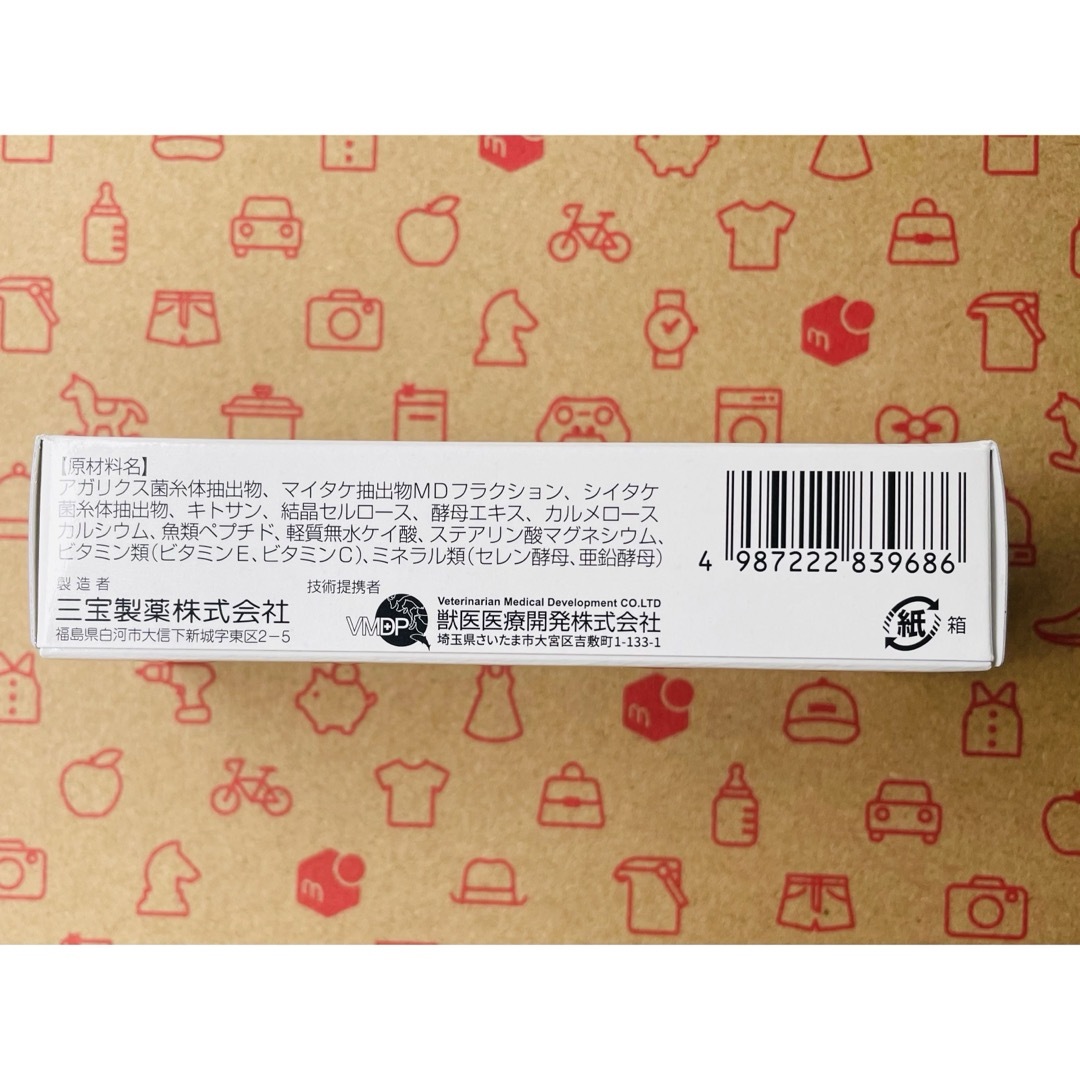 【原材料名】
アガリクス菌糸体抽出物、マイタケ抽出物MDフラクション、シイタケ
菌糸体抽出物、キトサン、結晶セルロース、酵母エキス、カルメロース
カルシウム、魚類ペプチド、軽質無水ケイ酸、ステアリン酸マグネシウム、
ビタミン類(ビタミンE、ビタミンC)、ミネラル類(セレン酵母、亜鉛酵母)
製造者
三宝製薬株式会社
福島県白河市大信下新城字東区2-5
技術提携者
VMDP
Veterinarian Medical Development CO.LTD
獣医医療開発株式会社
埼玉県さいたま市大宮区吉敷町1-133-1
4 987222 839686
紙 箱